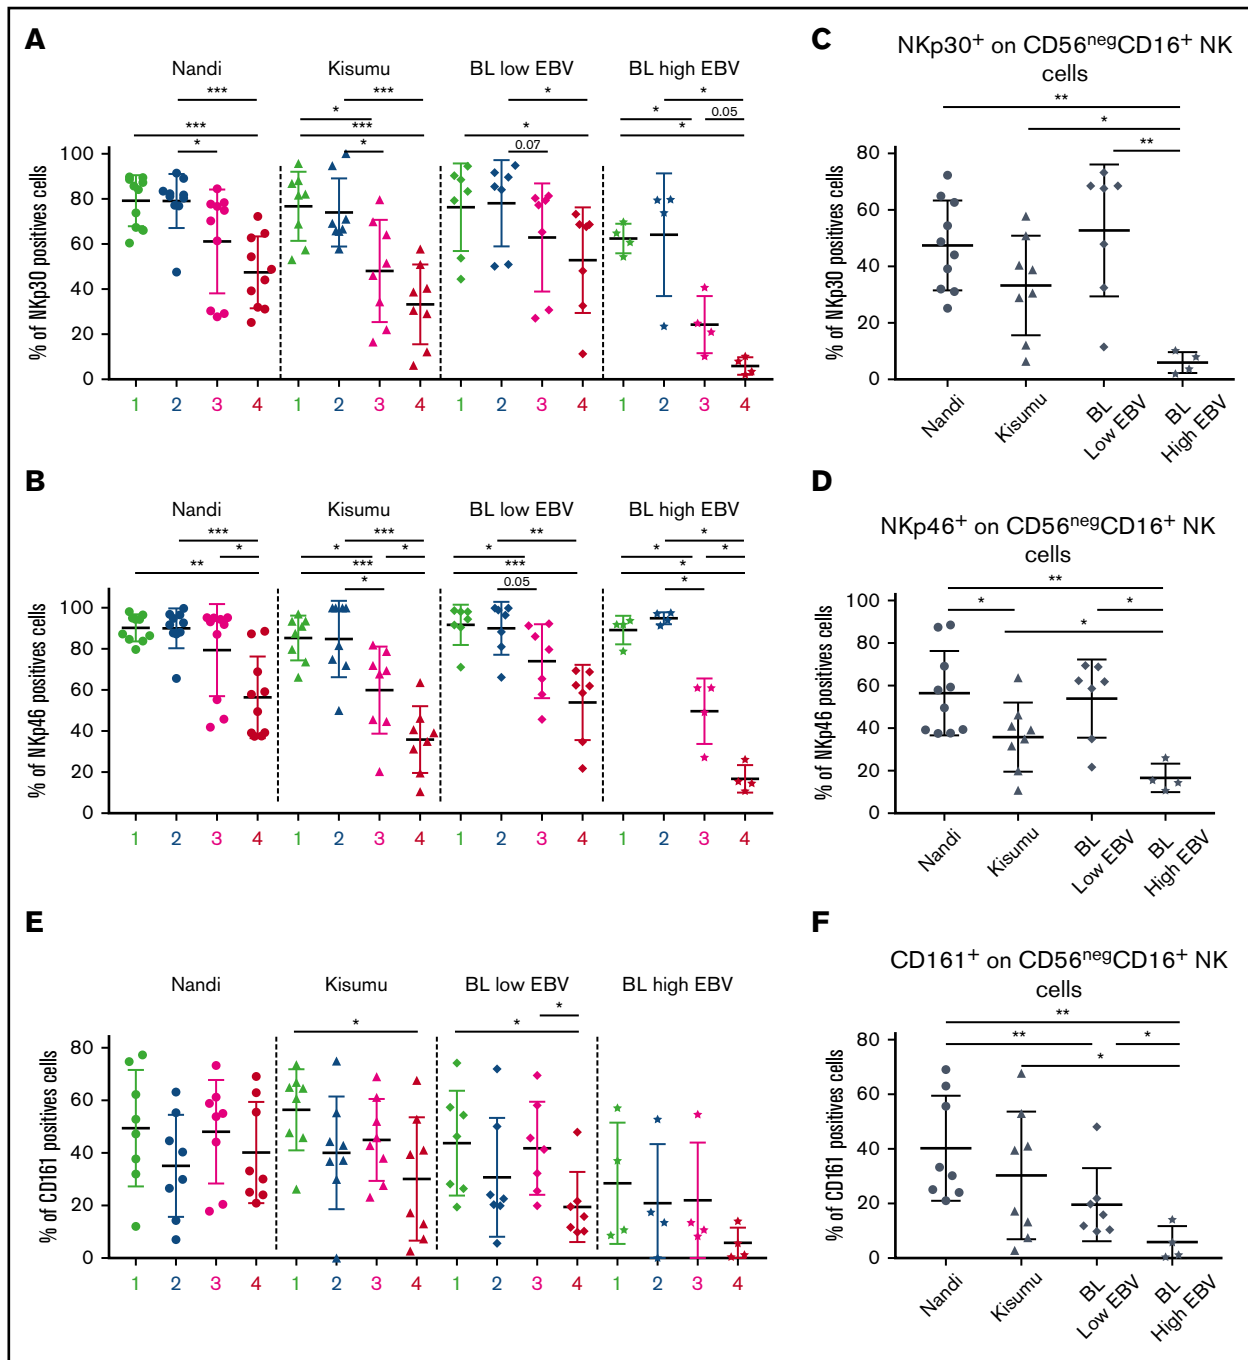 A
Nandi
Kisumu
BL low EBV
BL high EBV
***
***
*
***
*
***
*
*
*
0.07
*
*
0.05
*
% of NKp30 positives cells
100
80
60
40
20
0
1 2 3 4 1 2 3 4 1 2 3 4 1 2 3 4
C
NKp30+ on CD56negCD16+ NK
cells
**
*
**
% of NKp30 positives cells
80
60
40
20
0
Nandi
Kisumu
BL
Low EBV
BL
High EBV
B
Nandi
Kisumu
BL low EBV
BL high EBV
***
*
**
***
*
*
***
*
**
*
***
0.05
*
*
*
*
*
% of NKp46 positives cells
100
80
60
40
20
0
1 2 3 4 1 2 3 4 1 2 3 4 1 2 3 4
D
NKp46+ on CD56negCD16+ NK
cells
**
*
*
*
% of NKp46 positives cells
100
80
60
40
20
0
Nandi
Kisumu
BL
Low EBV
BL
High EBV
E
Nandi
Kisumu
BL low EBV
BL high EBV
*
*
*
% of CD161 positives cells
80
60
40
20
0
1 2 3 4 1 2 3 4 1 2 3 4 1 2 3 4
F
CD161+ on CD56negCD16+ NK
cells
**
**
*
*
% of CD161 positives cells
80
60
40
20
0
Nandi
Kisumu
BL
Low EBV
BL
High EBV